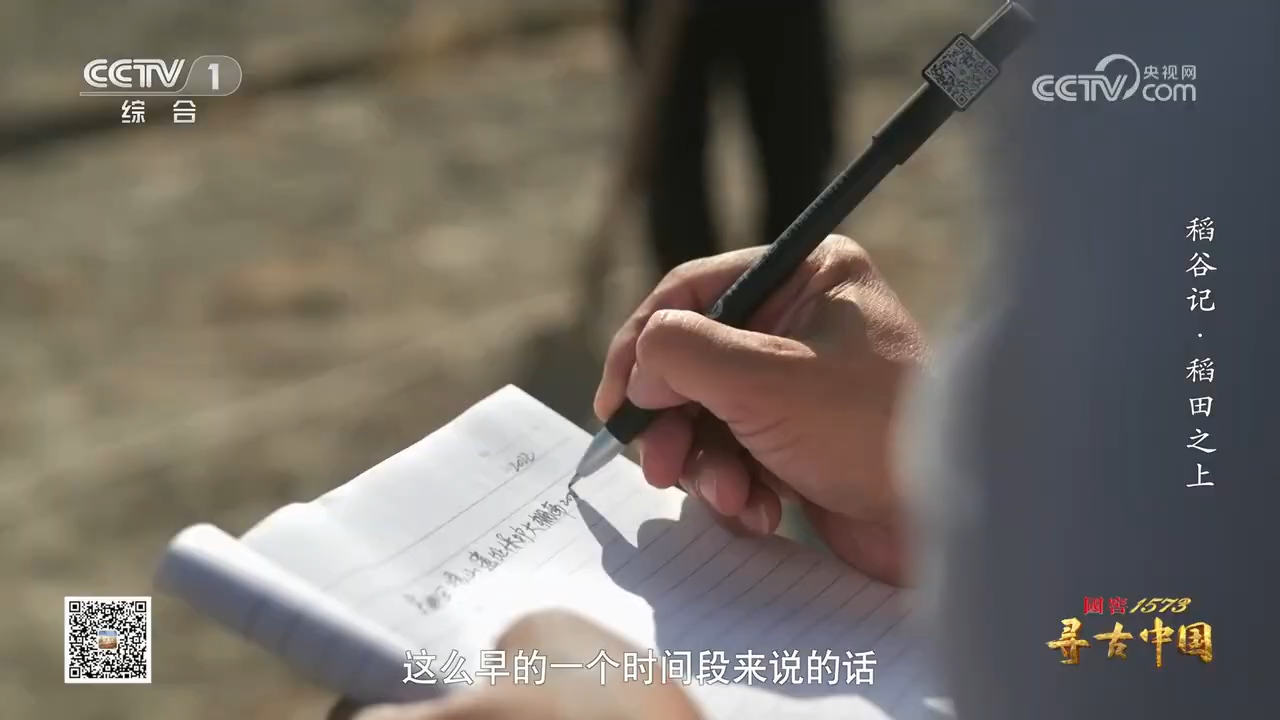 CCTV 1
综合
央视网
CCTV com
稻谷记·稻田之上
国窖1573
寻古中国
这么早的一个时间段来说的话